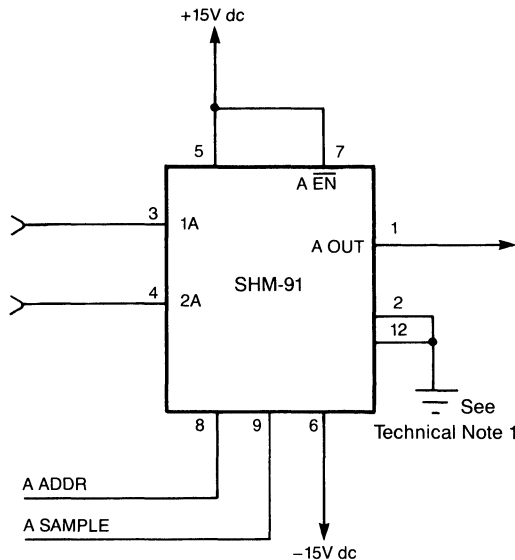 +15V dc
5
7
A E̅N̅
3
1A
1
A OUT
SHM-91
4
2A
2
12
See
Technical Note 1
8
9
6
A ADDR
A SAMPLE
−15V dc